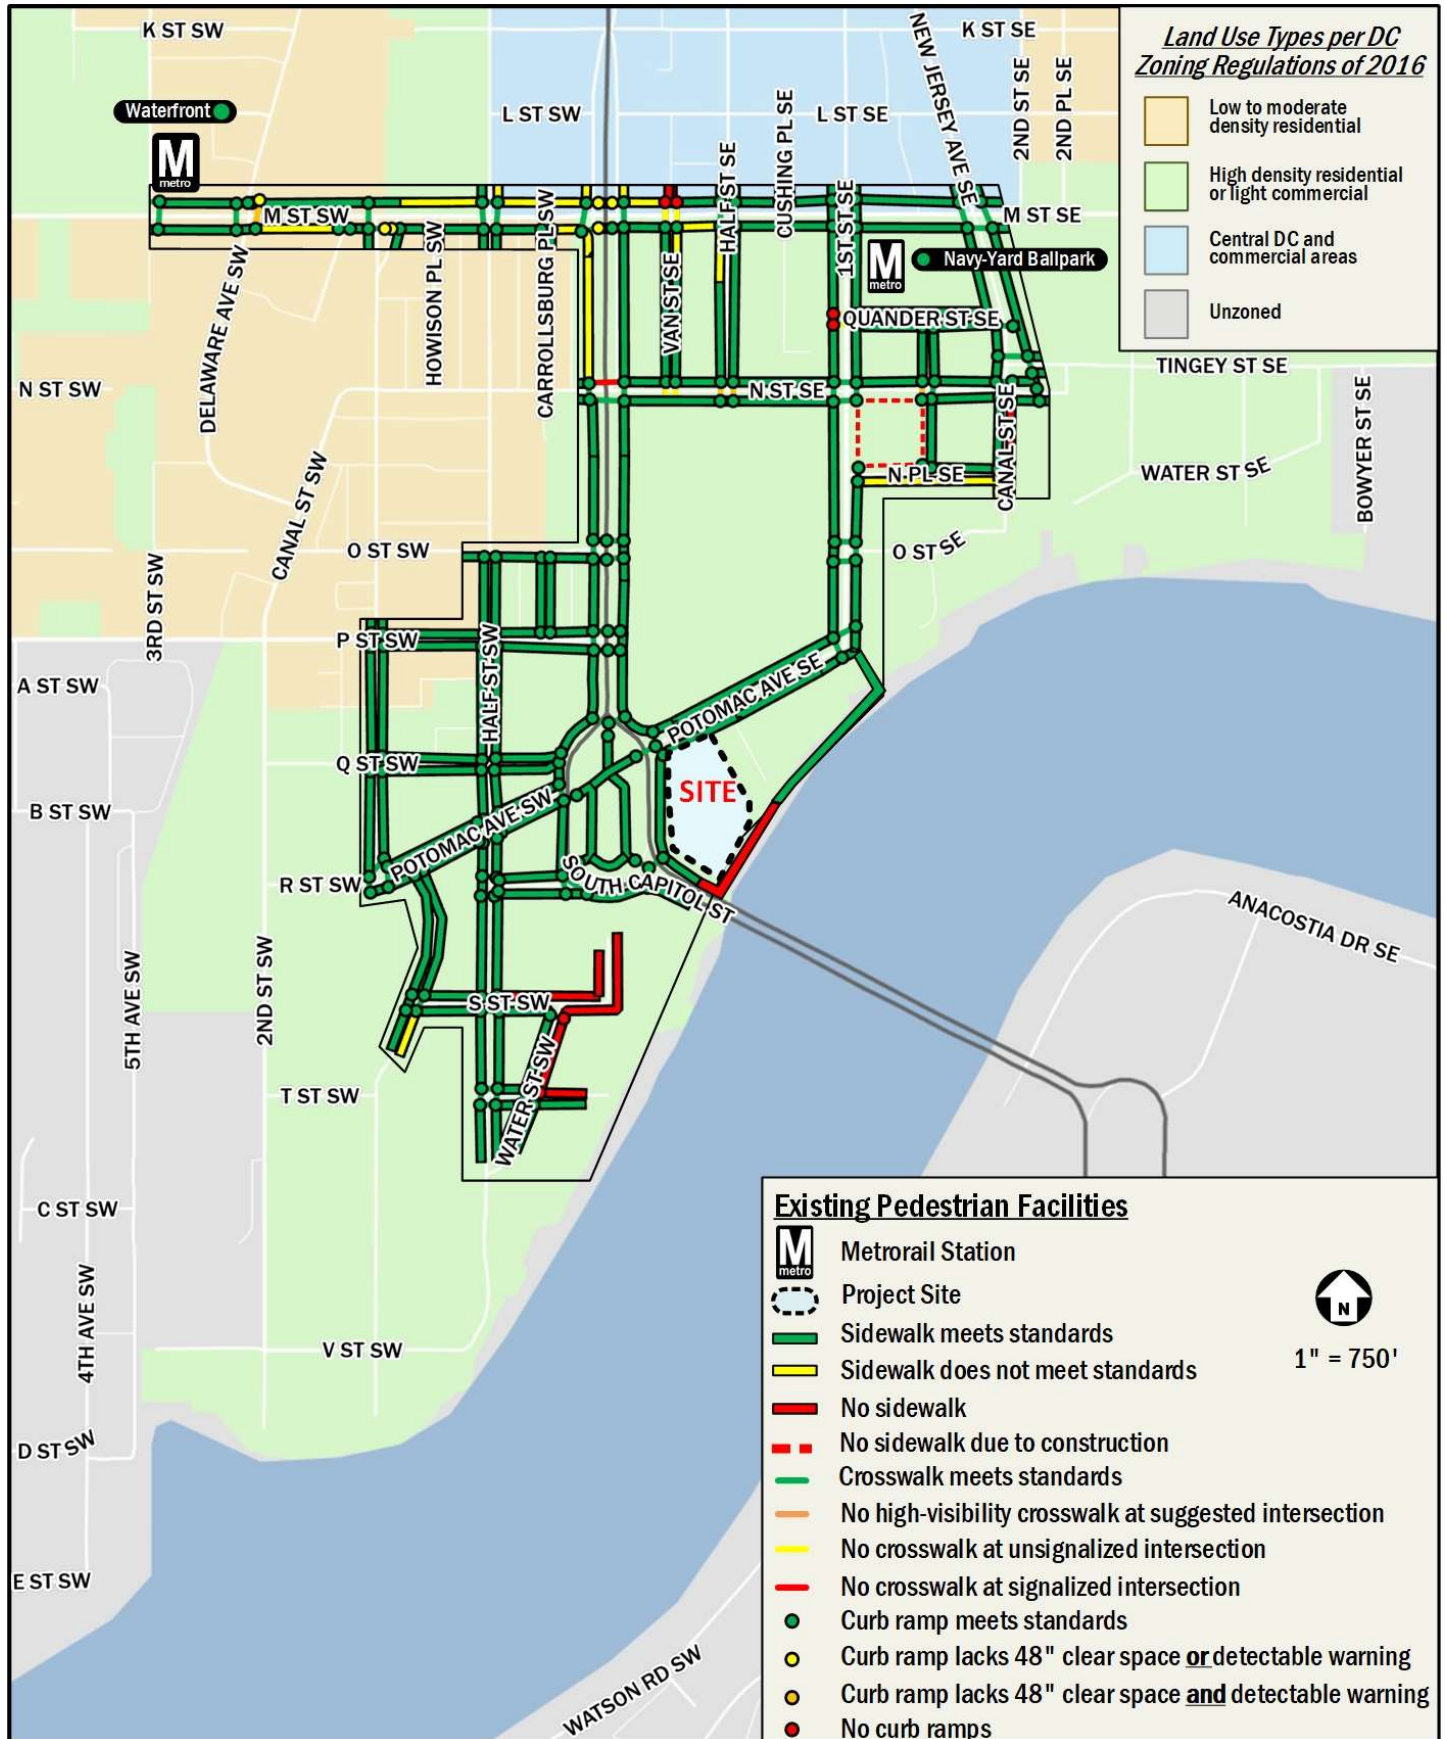 K ST SW
K ST SE
NEW JERSEY AVE SE
2ND ST SE
2ND PL SE
Land Use Types per DC
Zoning Regulations of 2016
Low to moderate
density residential
High density residential
or light commercial
Central DC and
commercial areas
Unzoned
Waterfront
M
metro
L ST SW
CUSHING PL SE
L ST SE
HALF ST SE
M ST SW
M ST SE
DELAWARE AVE SW
HOWISON PL SW
CARROLLSBURG PL SW
VAN ST SE
1ST ST SE
M
metro
Navy-Yard Ballpark
QUANDER ST SE
TINGEY ST SE
N ST SW
N ST SE
CANAL ST SE
BOWYER ST SE
N PL SE
WATER ST SE
CANAL ST SW
O ST SW
O ST SE
3RD ST SW
P ST SW
HALF ST SW
A ST SW
POTOMAC AVE SE
Q ST SW
SITE
B ST SW
POTOMAC AVE SW
R ST SW
SOUTH CAPITOL ST
ANACOSTIA DR SE
5TH AVE SW
2ND ST SW
S ST SW
WATER ST SW
T ST SW
C ST SW
4TH AVE SW
V ST SW
D ST SW
E ST SW
WATSON RD SW
Existing Pedestrian Facilities
M
metro
Metrorail Station
Project Site
Sidewalk meets standards
Sidewalk does not meet standards
No sidewalk
No sidewalk due to construction
Crosswalk meets standards
No high-visibility crosswalk at suggested intersection
No crosswalk at unsignalized intersection
No crosswalk at signalized intersection
Curb ramp meets standards
Curb ramp lacks 48" clear space or detectable warning
Curb ramp lacks 48" clear space and detectable warning
No curb ramps
N
1" = 750'